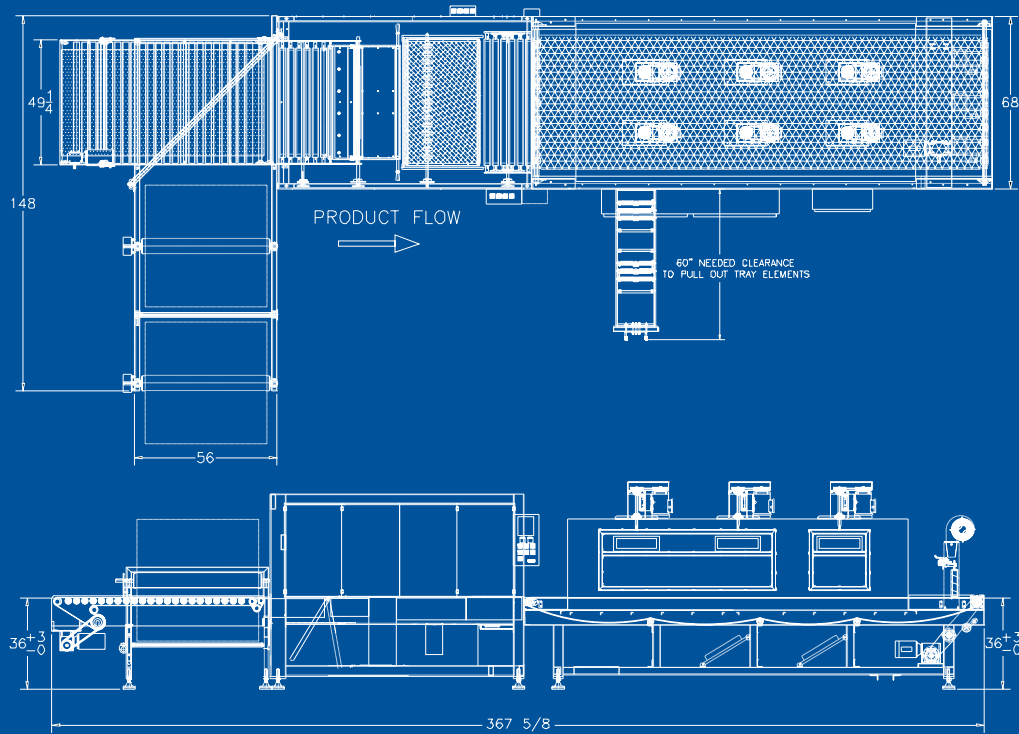 49 1/4
68
148
PRODUCT FLOW
60" NEEDED CLEARANCE
TO PULL OUT TRAY ELEMENTS
56
36 +3 -0
36 +3 -0
367 5/8